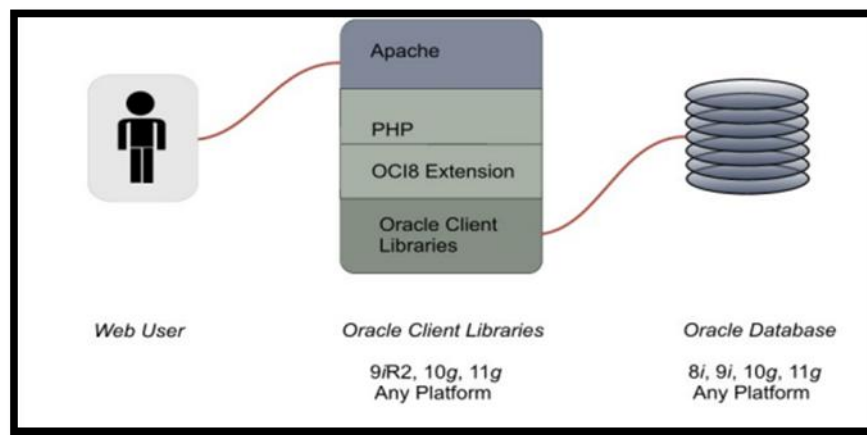 Apache
PHP
OCI8 Extension
Oracle Client
Libraries
Web User
Oracle Client Libraries
9iR2, 10g, 11g
Any Platform
Oracle Database
8i, 9i, 10g, 11g
Any Platform